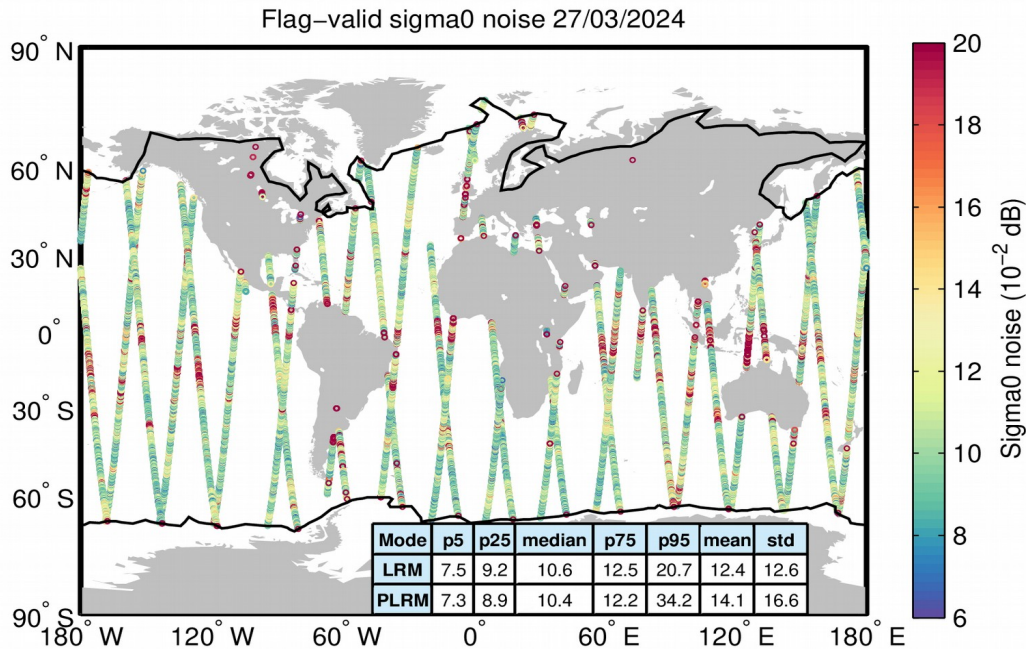 Flag−valid sigma0 noise 27/03/2024
90° N
60° N
30° N
0°
30° S
60° S
90° S
180° W
120° W
60° W
0°
60° E
120° E
180° E
Mode p5 p25 median p75 p95 mean std
LRM 7.5 9.2 10.6 12.5 20.7 12.4 12.6
PLRM 7.3 8.9 10.4 12.2 34.2 14.1 16.6
20
18
16
14
12
10
8
6
Sigma0 noise (10⁻² dB)